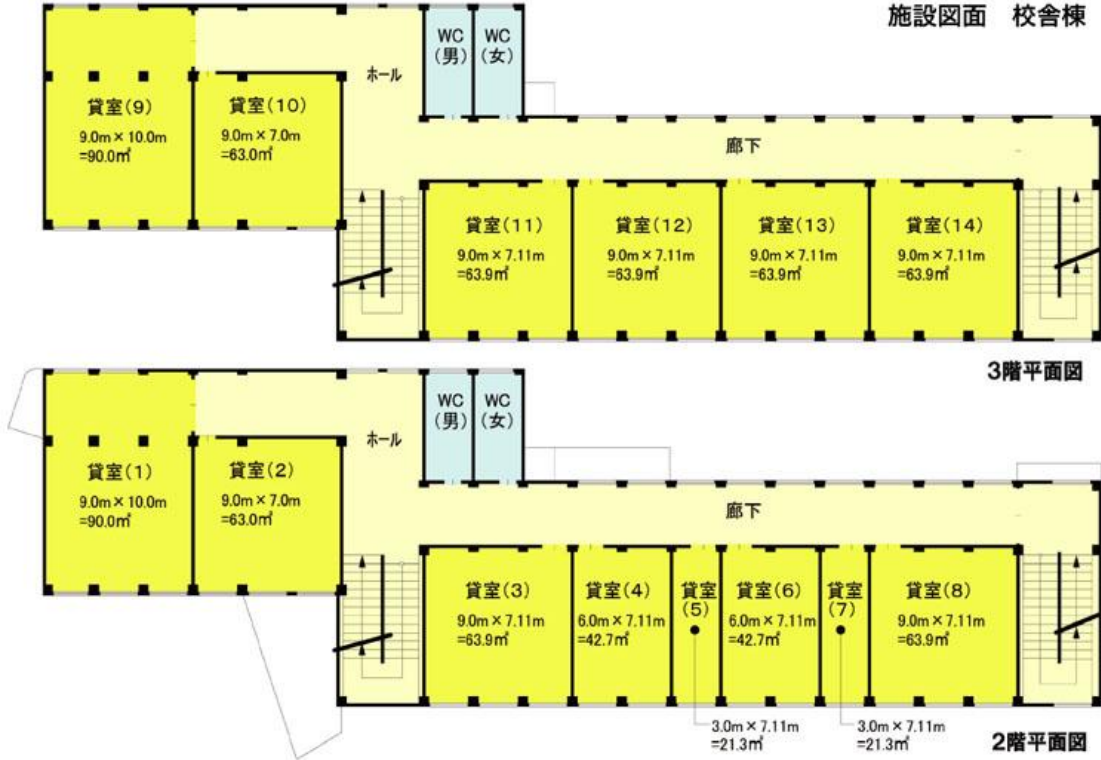 施設図面 校舎棟
WC
(男)
WC
(女)
ホール
貸室(9)
9.0m×10.0m
=90.0㎡
貸室(10)
9.0m×7.0m
=63.0㎡
廊下
貸室(11)
9.0m×7.11m
=63.9㎡
貸室(12)
9.0m×7.11m
=63.9㎡
貸室(13)
9.0m×7.11m
=63.9㎡
貸室(14)
9.0m×7.11m
=63.9㎡
3階平面図
WC
(男)
WC
(女)
ホール
貸室(1)
9.0m×10.0m
=90.0㎡
貸室(2)
9.0m×7.0m
=63.0㎡
廊下
貸室(3)
9.0m×7.11m
=63.9㎡
貸室(4)
6.0m×7.11m
=42.7㎡
貸室
(5)
貸室(6)
6.0m×7.11m
=42.7㎡
貸室
(7)
貸室(8)
9.0m×7.11m
=63.9㎡
3.0m×7.11m
=21.3㎡
3.0m×7.11m
=21.3㎡
2階平面図